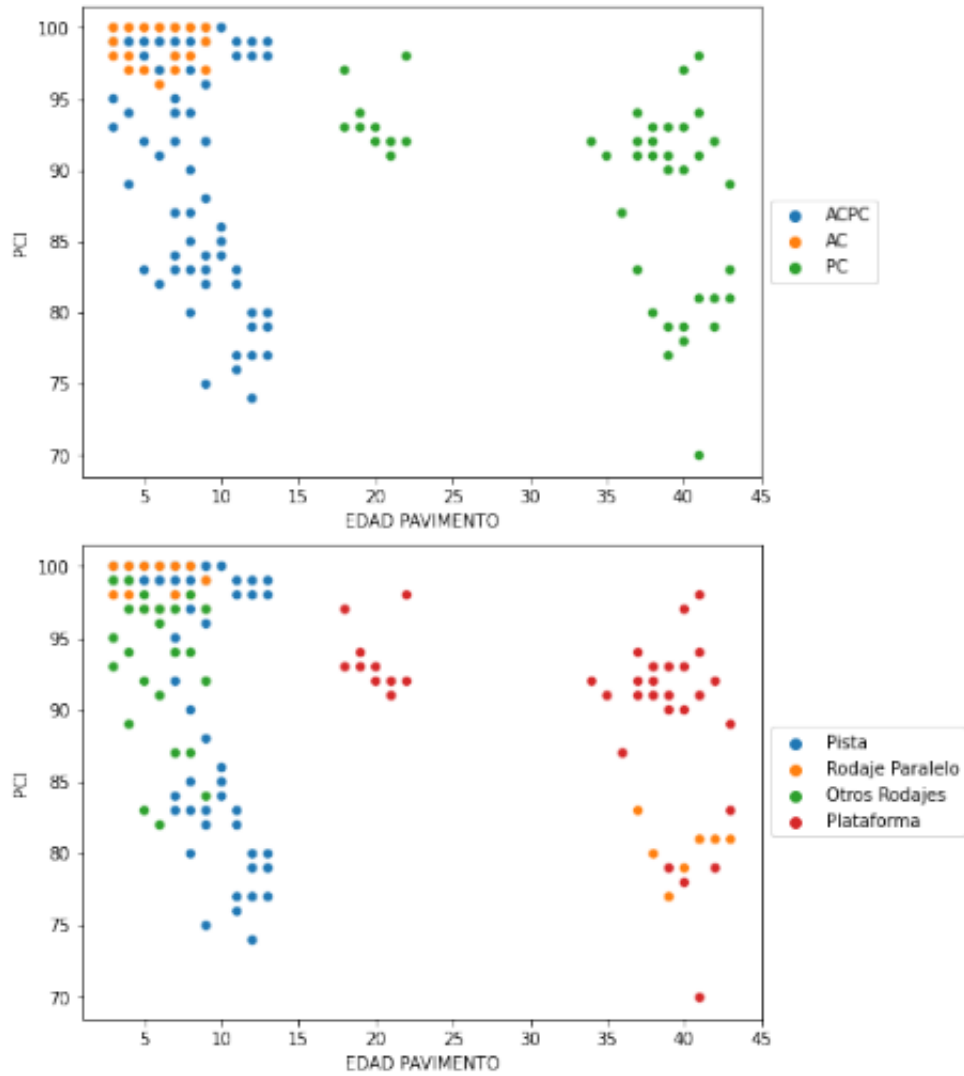 100
95
90
85
80
75
70
PCI
5 10 15 20 25 30 35 40 45
EDAD PAVIMENTO
ACPC
AC
PC
100
95
90
85
80
75
70
PCI
5 10 15 20 25 30 35 40 45
EDAD PAVIMENTO
Pista
Rodaje Paralelo
Otros Rodajes
Plataforma